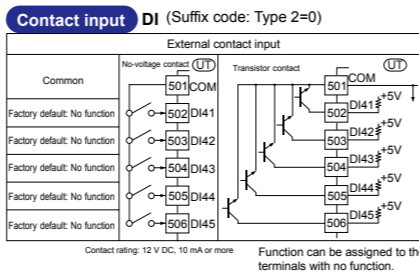 Contact input DI (Suffix code: Type 2=0)
External contact input
Common
No-voltage contact UT
Transistor contact UT
501 COM
Factory default: No function 502 DI41
Factory default: No function 503 DI42
Factory default: No function 504 DI43
Factory default: No function 505 DI44
Factory default: No function 506 DI45
501 COM
502 DI41 +5V
503 DI42 +5V
504 DI43 +5V
505 DI44 +5V
506 DI45 +5V
Contact rating: 12 V DC, 10 mA or more
Function can be assigned to th
terminals with no function.